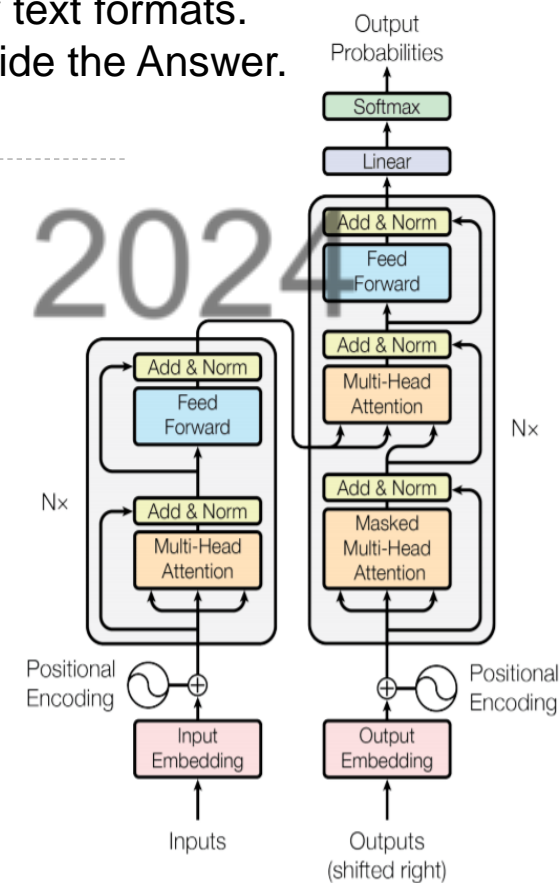 text formats.
ide the Answer.
2024
Output
Probabilities
Softmax
Linear
Add & Norm
Feed
Forward
Add & Norm
Multi-Head
Attention
Nx
Add & Norm
Masked
Multi-Head
Attention
Add & Norm
Feed
Forward
Nx
Add & Norm
Multi-Head
Attention
Positional
Encoding
Positional
Encoding
Input
Embedding
Output
Embedding
Inputs
Outputs
(shifted right)